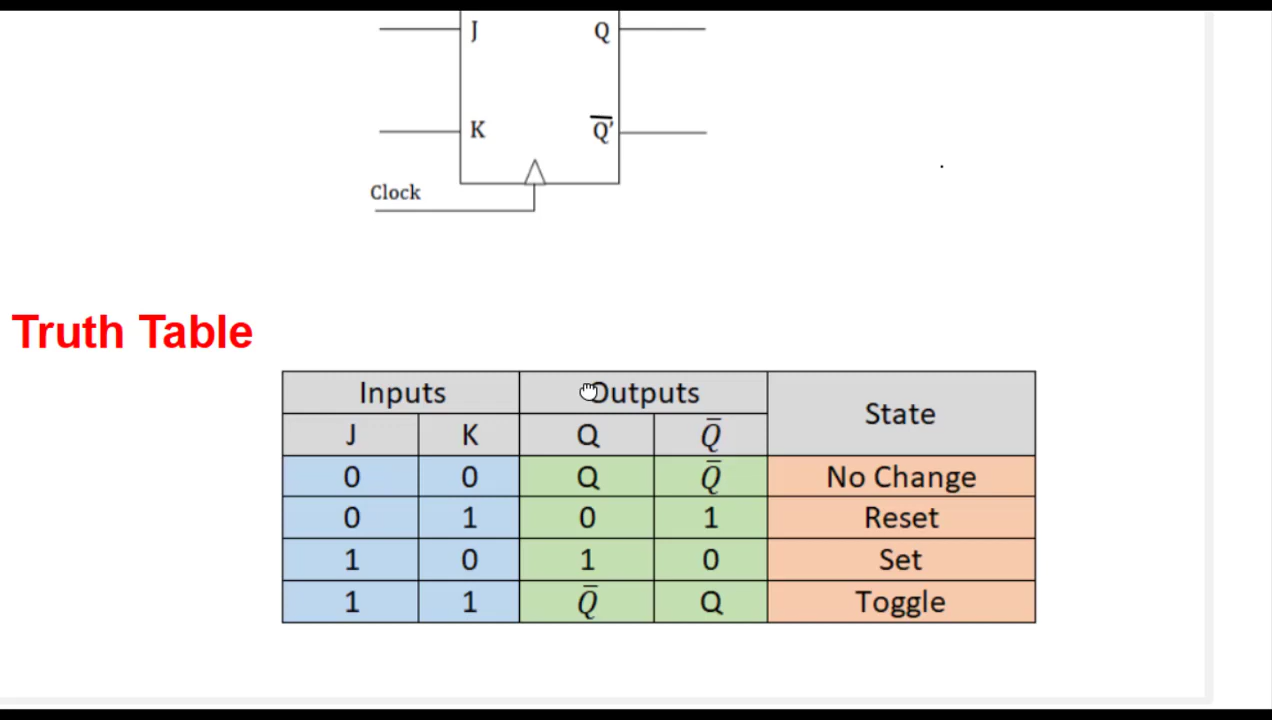 J Q
K Q̅'
Clock
Truth Table
Inputs Outputs State
J K Q Q̅
0 0 Q Q̅ No Change
0 1 0 1 Reset
1 0 1 0 Set
1 1 Q̅ Q Toggle